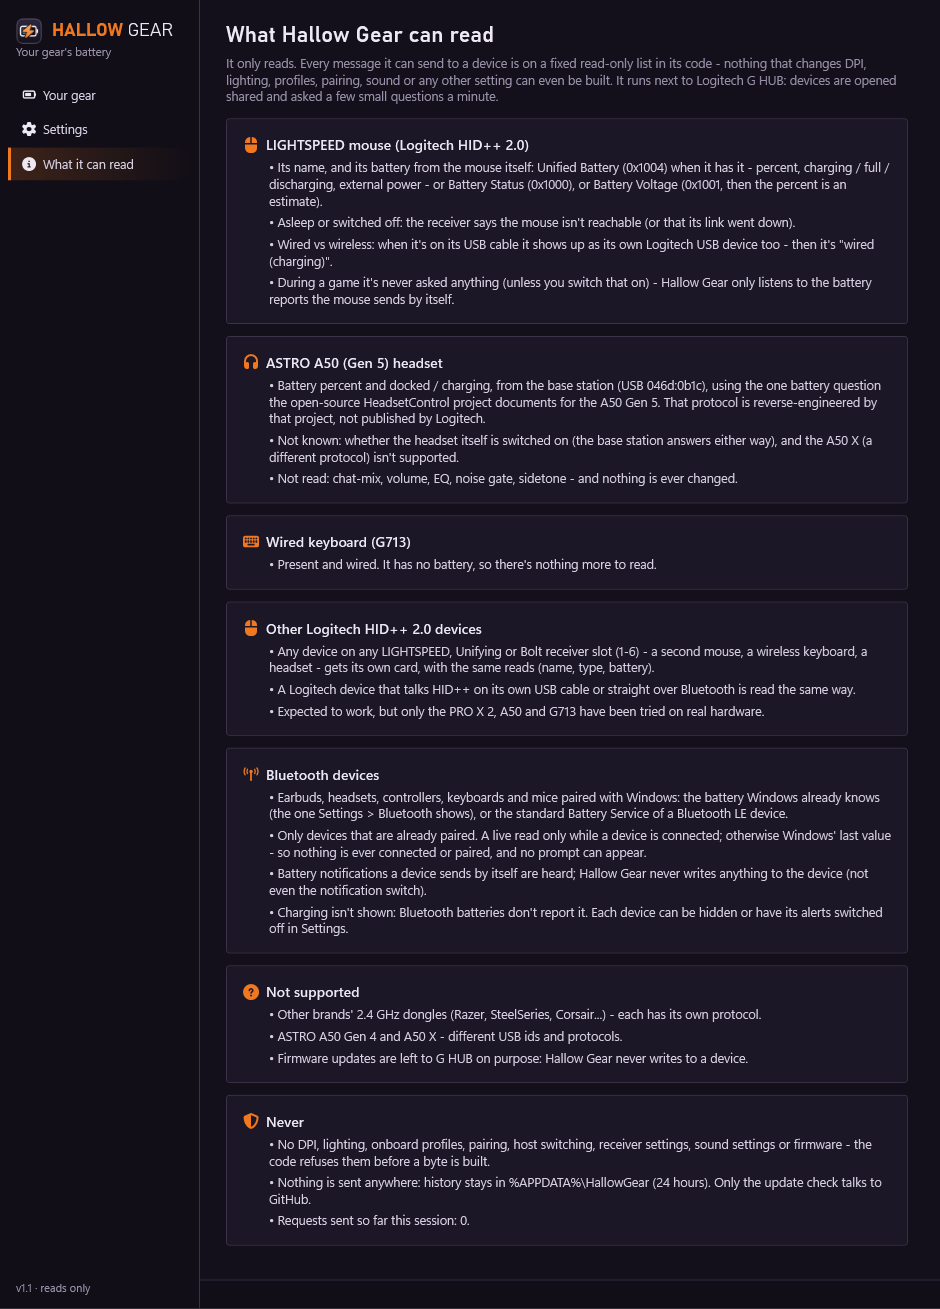 HALLOW GEAR
Your gear's battery
Your gear
Settings
What it can read
What Hallow Gear can read
It only reads. Every message it can send to a device is on a fixed read-only list in its code - nothing that changes DPI,
lighting, profiles, pairing, sound or any other setting can even be built. It runs next to Logitech G HUB: devices are opened
shared and asked a few small questions a minute.
LIGHTSPEED mouse (Logitech HID++ 2.0)
• Its name, and its battery from the mouse itself: Unified Battery (0x1004) when it has it - percent, charging / full /
discharging, external power - or Battery Status (0x1000), or Battery Voltage (0x1001, then the percent is an
estimate).
• Asleep or switched off: the receiver says the mouse isn't reachable (or that its link went down).
• Wired vs wireless: when it's on its USB cable it shows up as its own Logitech USB device too - then it's "wired
(charging)".
• During a game it's never asked anything (unless you switch that on) - Hallow Gear only listens to the battery
reports the mouse sends by itself.
ASTRO A50 (Gen 5) headset
• Battery percent and docked / charging, from the base station (USB 046d:0b1c), using the one battery question
the open-source HeadsetControl project documents for the A50 Gen 5. That protocol is reverse-engineered by
that project, not published by Logitech.
• Not known: whether the headset itself is switched on (the base station answers either way), and the A50 X (a
different protocol) isn't supported.
• Not read: chat-mix, volume, EQ, noise gate, sidetone - and nothing is ever changed.
Wired keyboard (G713)
• Present and wired. It has no battery, so there's nothing more to read.
Other Logitech HID++ 2.0 devices
• Any device on any LIGHTSPEED, Unifying or Bolt receiver slot (1-6) - a second mouse, a wireless keyboard, a
headset - gets its own card, with the same reads (name, type, battery).
• A Logitech device that talks HID++ on its own USB cable or straight over Bluetooth is read the same way.
• Expected to work, but only the PRO X 2, A50 and G713 have been tried on real hardware.
Bluetooth devices
• Earbuds, headsets, controllers, keyboards and mice paired with Windows: the battery Windows already knows
(the one Settings > Bluetooth shows), or the standard Battery Service of a Bluetooth LE device.
• Only devices that are already paired. A live read only while a device is connected; otherwise Windows' last value
- so nothing is ever connected or paired, and no prompt can appear.
• Battery notifications a device sends by itself are heard; Hallow Gear never writes anything to the device (not
even the notification switch).
• Charging isn't shown: Bluetooth batteries don't report it. Each device can be hidden or have its alerts switched
off in Settings.
Not supported
• Other brands' 2.4 GHz dongles (Razer, SteelSeries, Corsair...) - each has its own protocol.
• ASTRO A50 Gen 4 and A50 X - different USB ids and protocols.
• Firmware updates are left to G HUB on purpose: Hallow Gear never writes to a device.
Never
• No DPI, lighting, onboard profiles, pairing, host switching, receiver settings, sound settings or firmware - the
code refuses them before a byte is built.
• Nothing is sent anywhere: history stays in %APPDATA%\HallowGear (24 hours). Only the update check talks to
GitHub.
• Requests sent so far this session: 0.
v1.1 · reads only